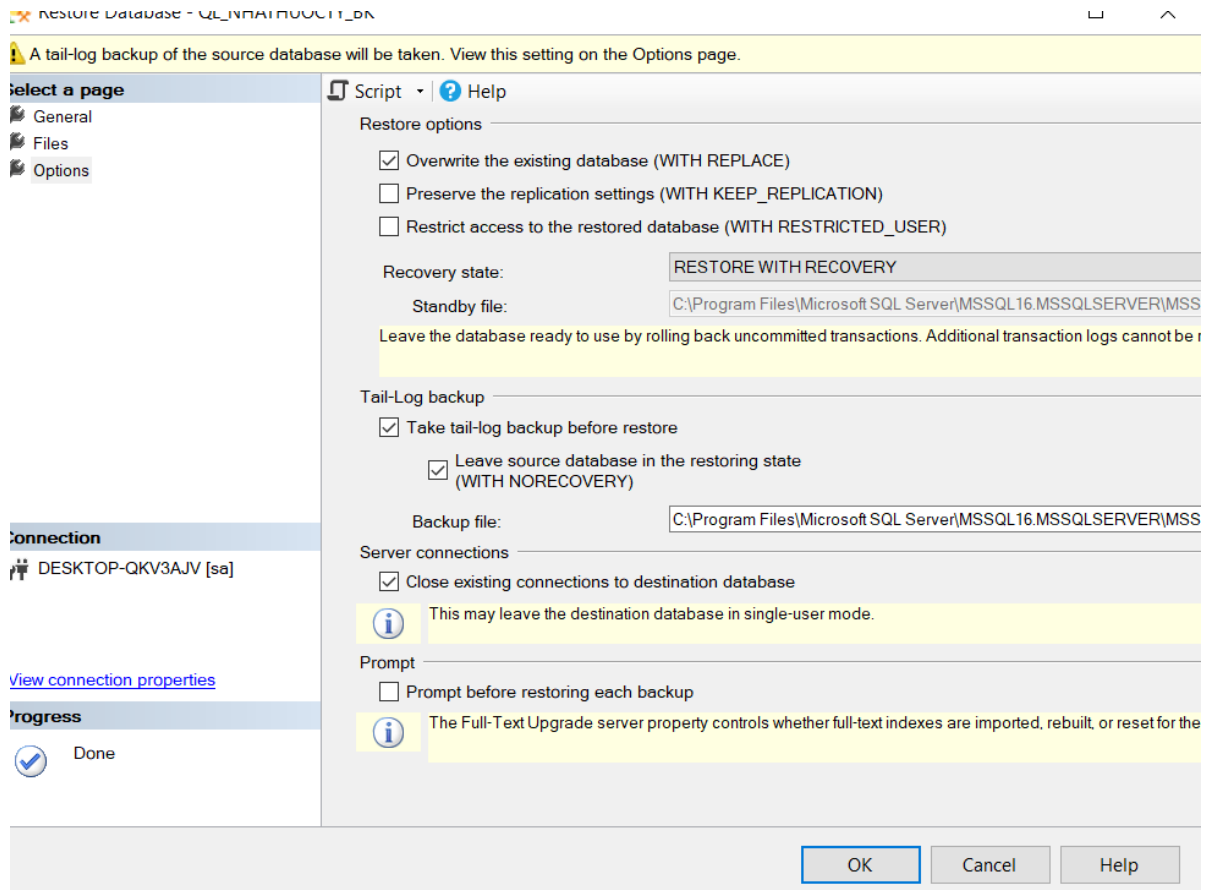 Restore Database - QL_NHATHUOCTY_BK
A tail-log backup of the source database will be taken. View this setting on the Options page.
Select a page
General
Files
Options
Script
Help
Restore options
Overwrite the existing database (WITH REPLACE)
Preserve the replication settings (WITH KEEP_REPLICATION)
Restrict access to the restored database (WITH RESTRICTED_USER)
Recovery state:
RESTORE WITH RECOVERY
Standby file:
C:\Program Files\Microsoft SQL Server\MSSQL16.MSSQLSERVER\MSS
Leave the database ready to use by rolling back uncommitted transactions. Additional transaction logs cannot be
Tail-Log backup
Take tail-log backup before restore
Leave source database in the restoring state
(WITH NORECOVERY)
Backup file:
C:\Program Files\Microsoft SQL Server\MSSQL16.MSSQLSERVER\MSS
Server connections
Close existing connections to destination database
This may leave the destination database in single-user mode.
Prompt
Prompt before restoring each backup
The Full-Text Upgrade server property controls whether full-text indexes are imported, rebuilt, or reset for the
Connection
DESKTOP-QKV3AJV [sa]
View connection properties
Progress
Done
OK
Cancel
Help